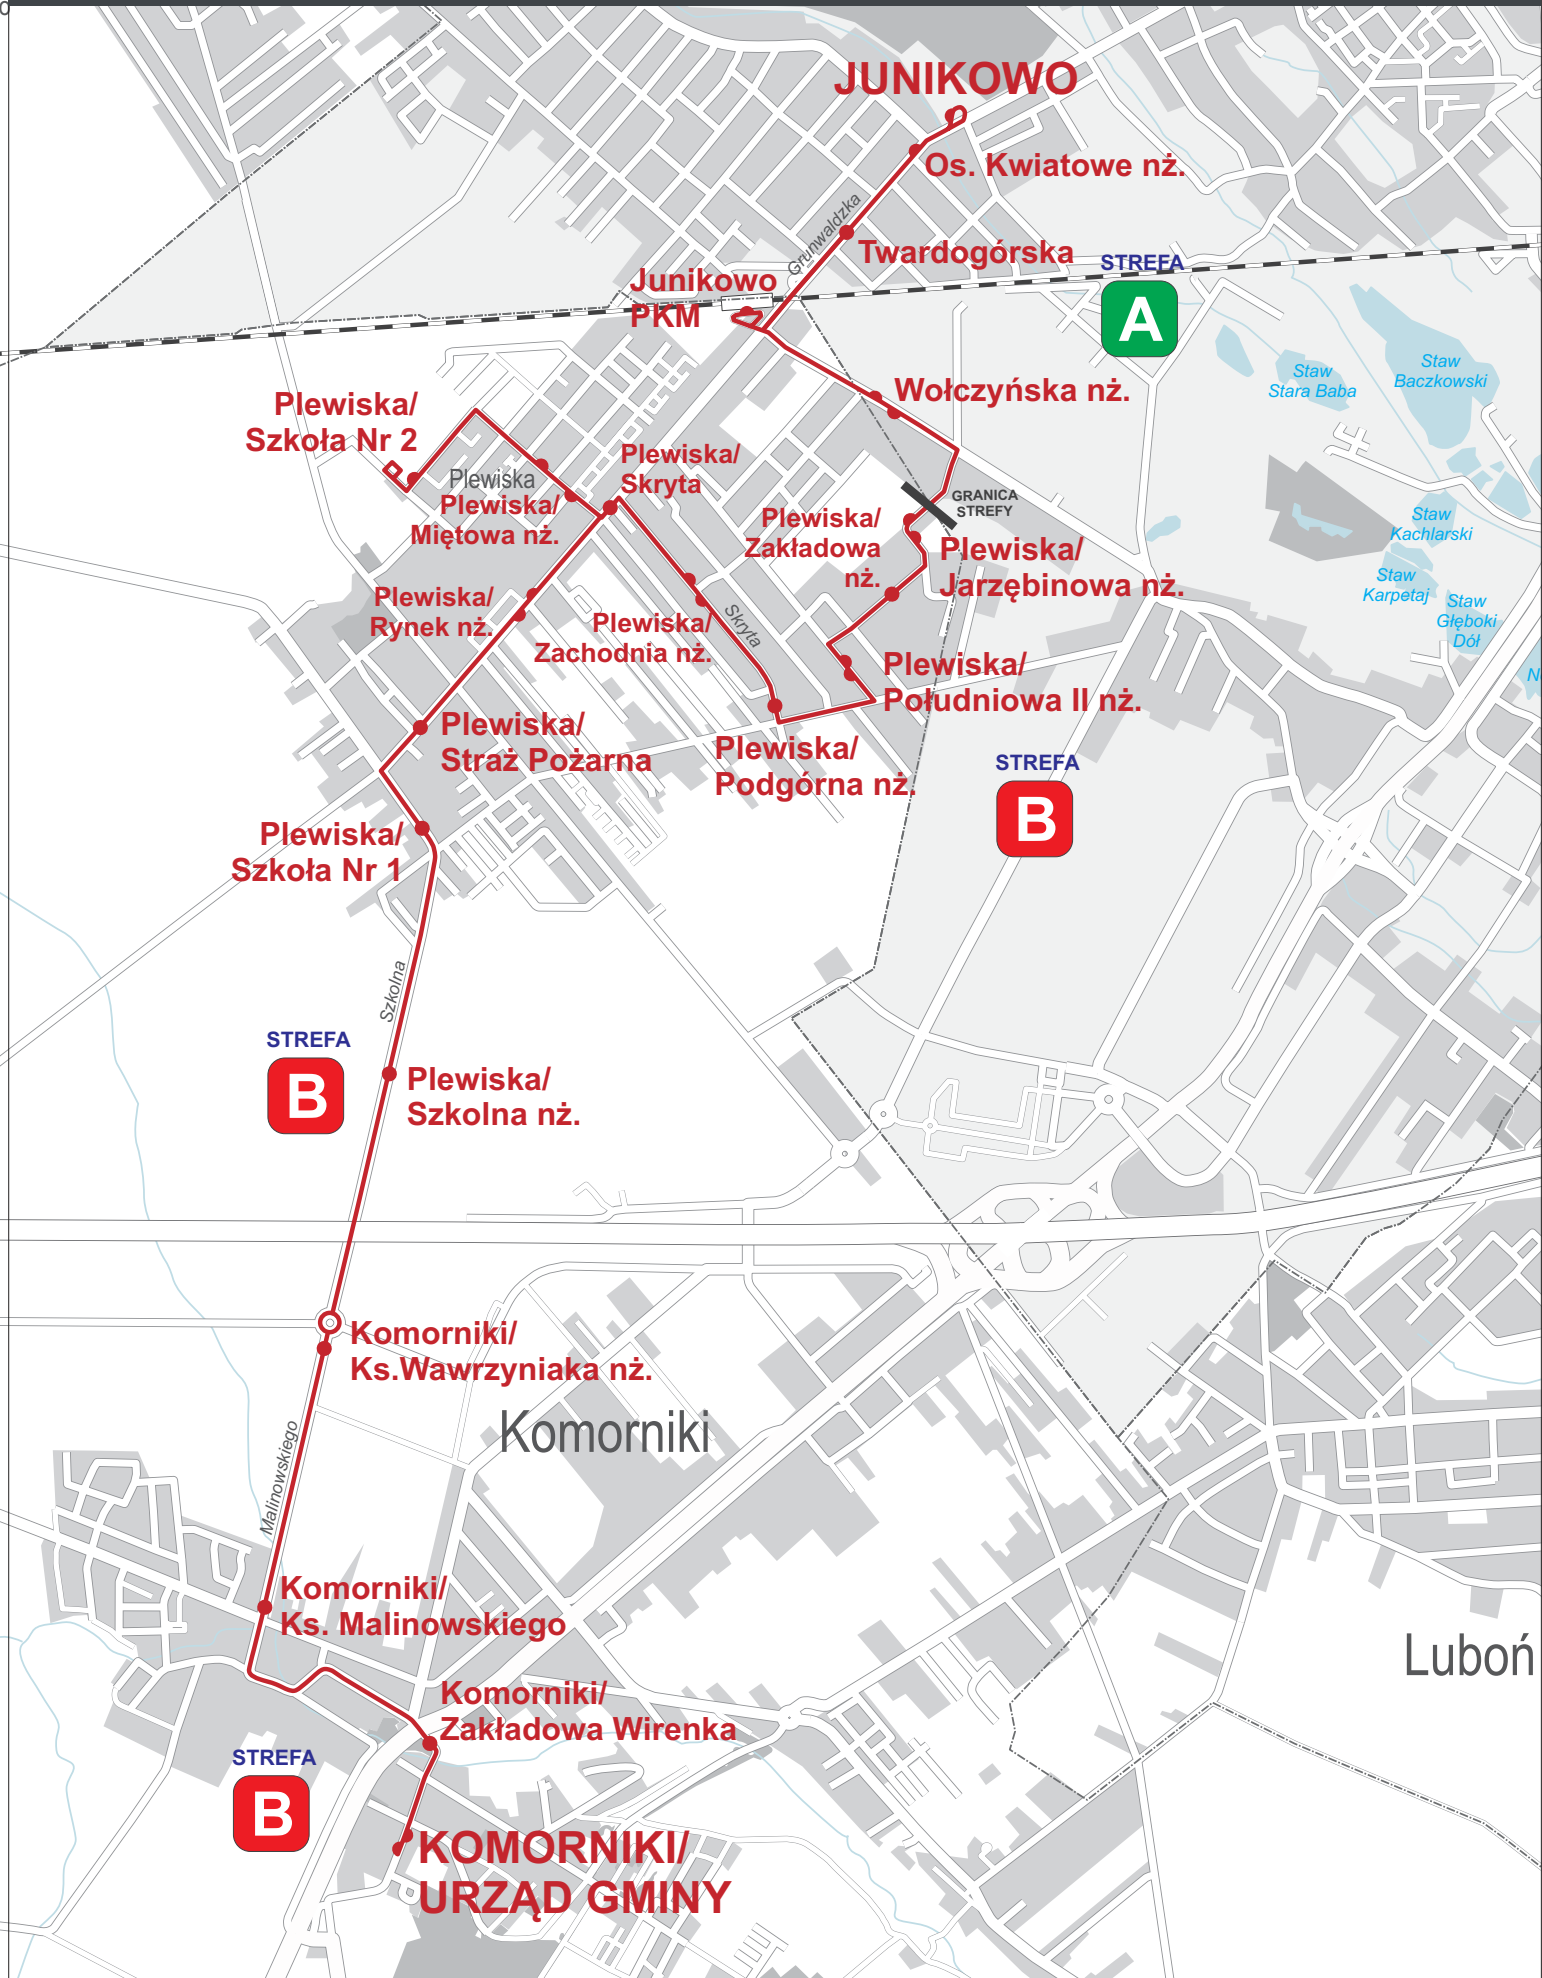 JUNIKOWO
Os. Kwiatowe nż.
Grunwaldzka
Twardogórska
STREFA
A
Junikowo
PKM
Staw
Stara Baba
Staw
Baczkowski
Wołczyńska nż.
Plewiska/
Szkoła Nr 2
Plewiska
Plewiska/
Miętowa nż.
Plewiska/
Skryta
GRANICA
STREFY
Plewiska/
Zakładowa
nż.
Plewiska/
Jarzębinowa nż.
Staw
Kachlarski
Staw
Karpetaj
Staw
Głęboki
Dół
Plewiska/
Rynek nż.
Plewiska/
Zachodnia nż.
Skryta
Plewiska/
Południowa II nż.
Plewiska/
Straż Pożarna
Plewiska/
Podgórna nż.
STREFA
B
Plewiska/
Szkoła Nr 1
Szkolna
STREFA
B
Plewiska/
Szkolna nż.
Komorniki/
Ks.Wawrzyniaka nż.
Komorniki
Malinowskiego
Komorniki/
Ks. Malinowskiego
Luboń
Komorniki/
Zakładowa Wirenka
STREFA
B
KOMORNIKI/
URZĄD GMINY